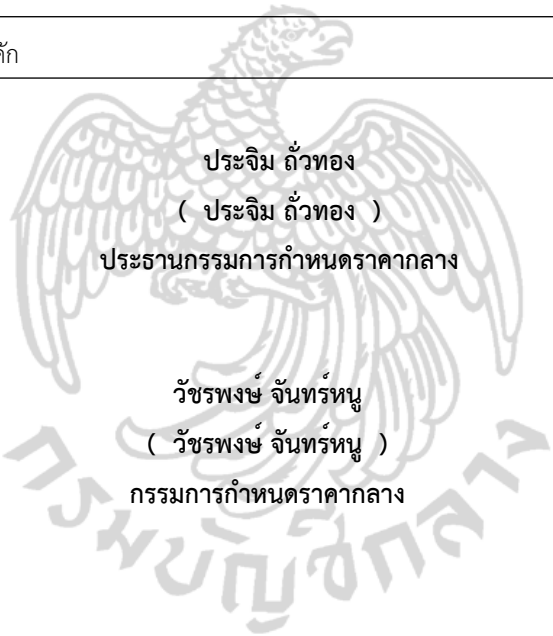 ประจิม ถั่วทอง
( ประจิม ถั่วทอง )
ประธานกรรมการกำหนดราคากลาง
วัชรพงษ์ จันทร์หนู
( วัชรพงษ์ จันทร์หนู )
กรรมการกำหนดราคากลาง
กรมบัญชีกลาง